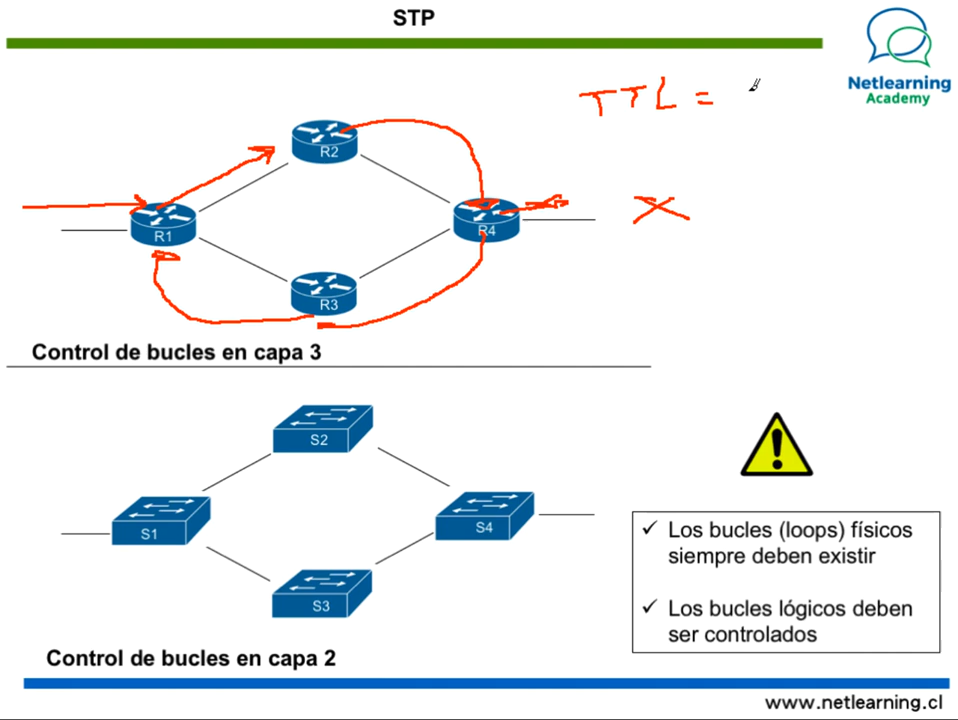 STP
Netlearning
Academy
TTL =
R2
R1
R4
R3
Control de bucles en capa 3
S2
S1
S4
S3
Control de bucles en capa 2
✓ Los bucles (loops) físicos
siempre deben existir
✓ Los bucles lógicos deben
ser controlados
www.netlearning.cl